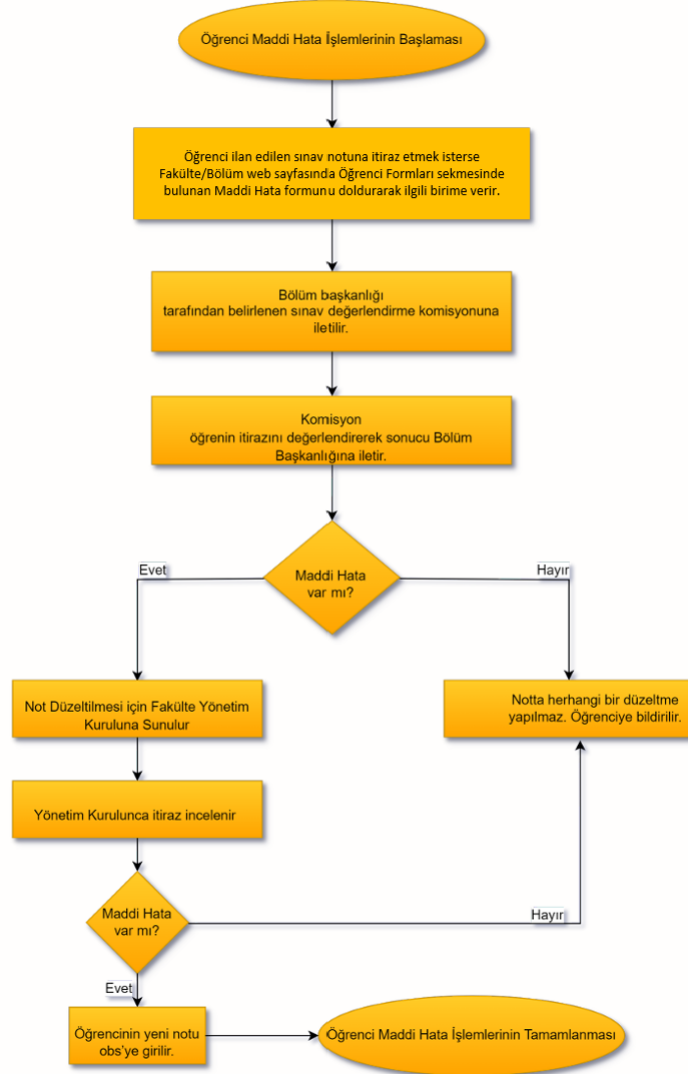 Öğrenci Maddi Hata İşlemlerinin Başlaması
Öğrenci ilan edilen sınav notuna itiraz etmek isterse
Fakülte/Bölüm web sayfasında Öğrenci Formları sekmesinde
bulunan Maddi Hata formunu doldurarak ilgili birime verir.
Bölüm başkanlığı
tarafından belirlenen sınav değerlendirme komisyonuna
iletilir.
Komisyon
öğrenin itirazını değerlendirerek sonucu Bölüm
Başkanlığına iletir.
Maddi Hata
var mı?
Evet
Hayır
Not Düzeltilmesi için Fakülte Yönetim
Kuruluna Sunulur
Notta herhangi bir düzeltme
yapılmaz. Öğrenciye bildirilir.
Yönetim Kurulunca itiraz incelenir
Maddi Hata
var mı?
Hayır
Evet
Öğrencinin yeni notu
obs'ye girilir.
Öğrenci Maddi Hata İşlemlerinin Tamamlanması